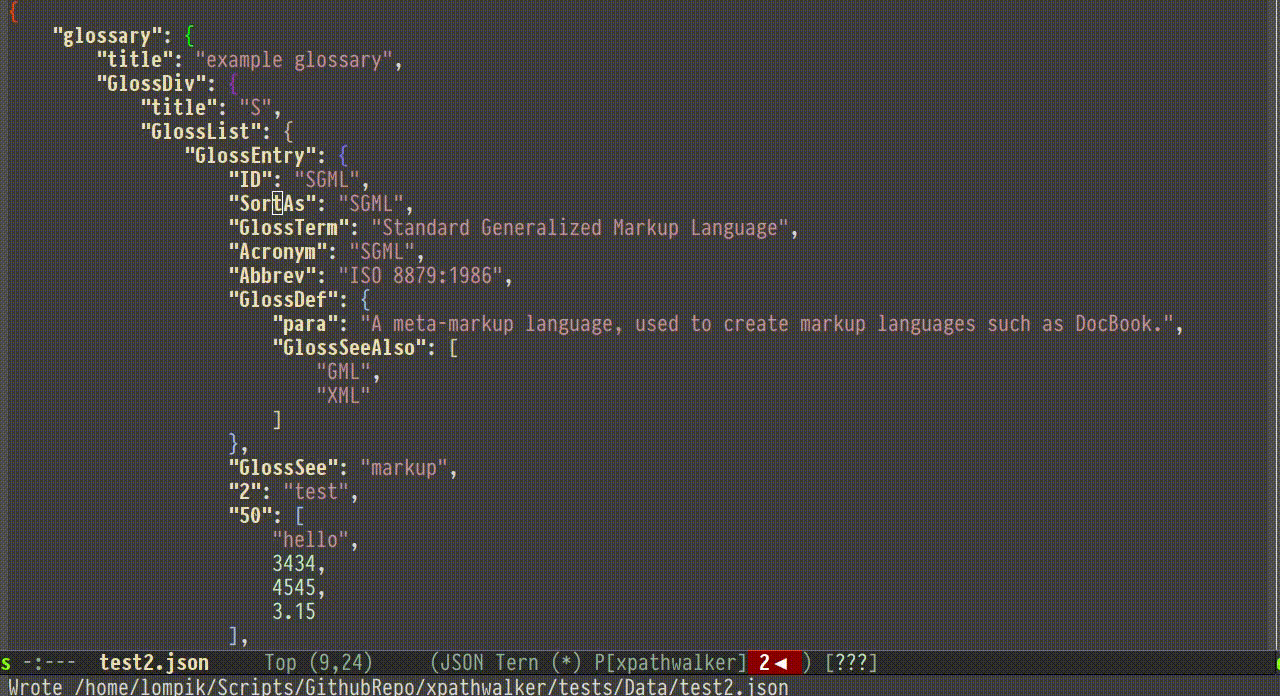 {
    "glossary": {
        "title": "example glossary",
        "GlossDiv": {
            "title": "S",
            "GlossList": {
                "GlossEntry": {
                    "ID": "SGML",
                    "SortAs": "SGML",
                    "GlossTerm": "Standard Generalized Markup Language",
                    "Acronym": "SGML",
                    "Abbrev": "ISO 8879:1986",
                    "GlossDef": {
                        "para": "A meta-markup language, used to create markup languages such as DocBook.",
                        "GlossSeeAlso": [
                            "GML",
                            "XML"
                        ]
                    },
                    "GlossSee": "markup",
                    "2": "test",
                    "50": [
                        "hello",
                        3434,
                        4545,
                        3.15
                    ],
s -:---  test2.json     Top (9,24)     (JSON Tern (*) P[xpathwalker] 2◄ ) [???]
Wrote /home/lompik/Scripts/GithubRepo/xpathwalker/tests/Data/test2.json